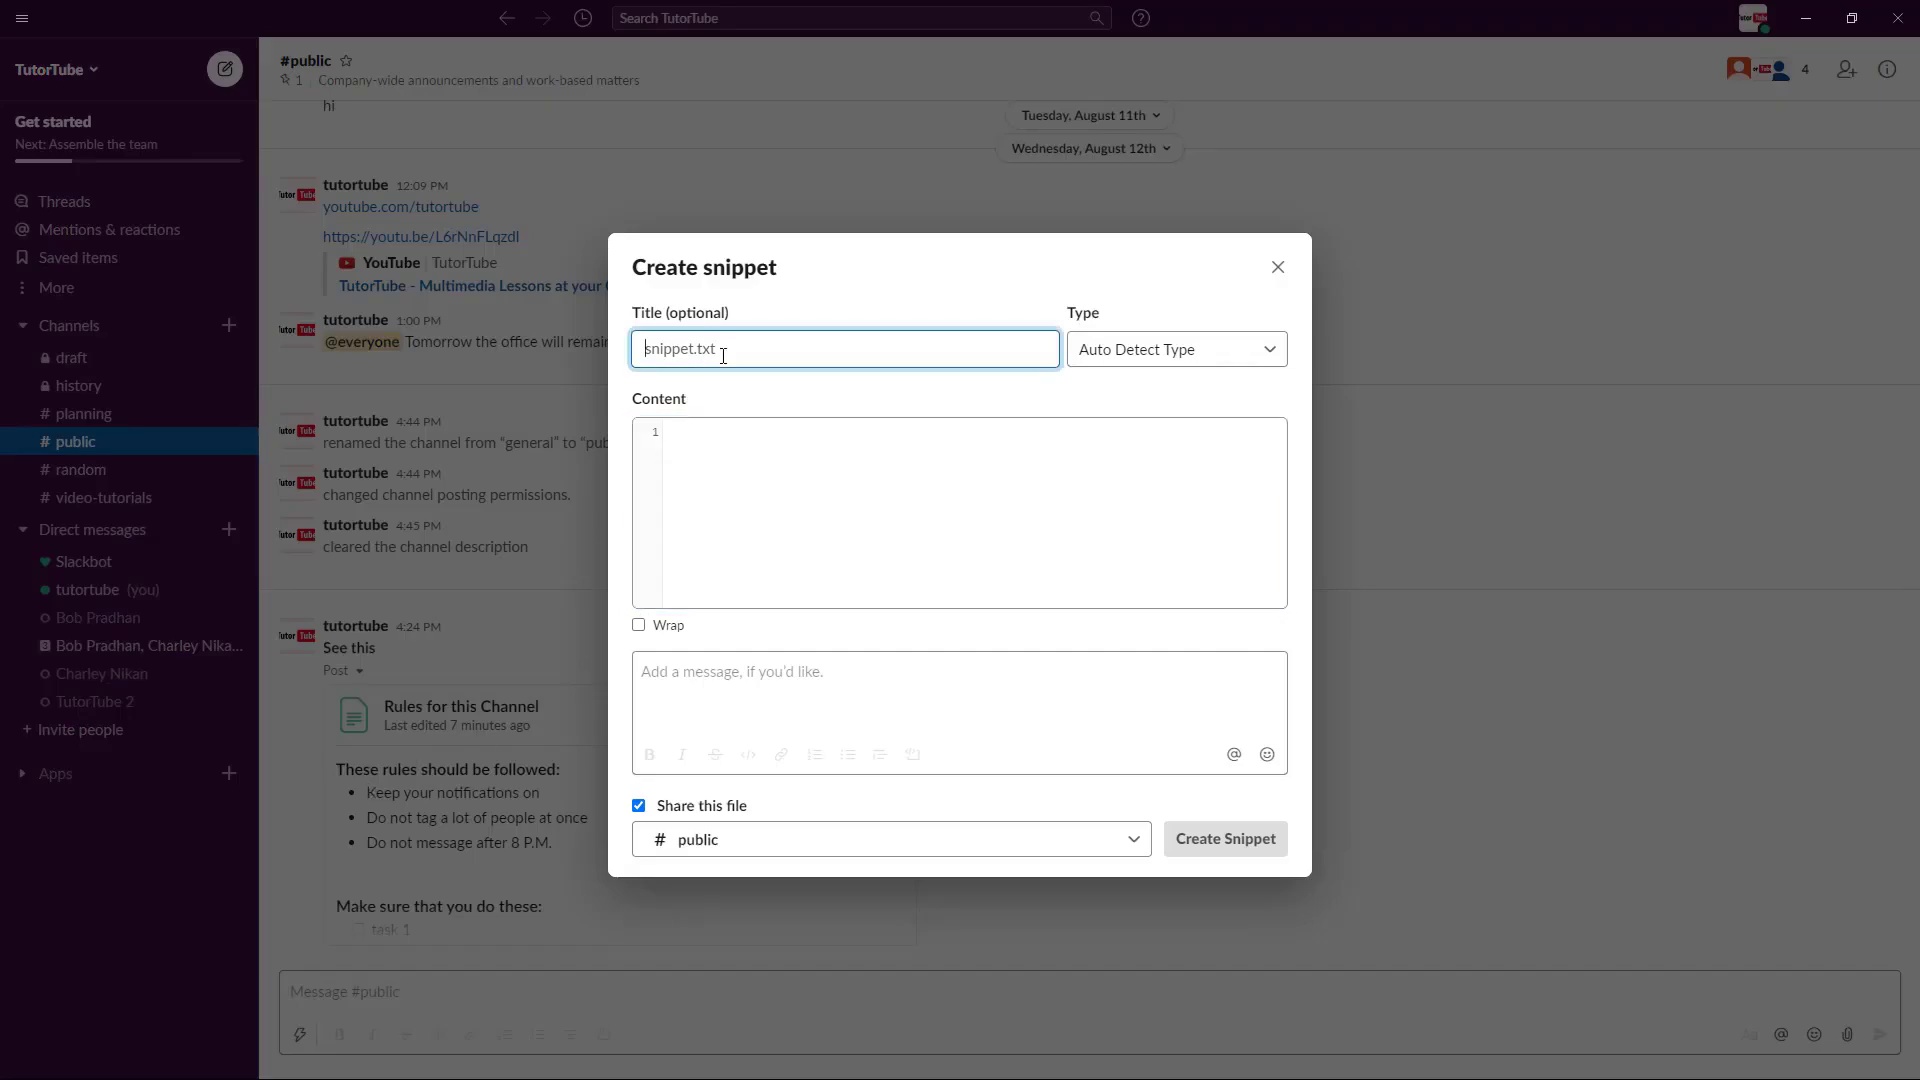 Search TutorTube
TutorTube
Get started
Next: Assemble the team
Threads
Mentions & reactions
Saved items
More
Channels
draft
history
# planning
# public
# random
# video-tutorials
Direct messages
Slackbot
tutortube (you)
Bob Pradhan
3 Bob Pradhan, Charley Nika...
Charley Nikan
TutorTube 2
+ Invite people
Apps
#public
1 Company-wide announcements and work-based matters
4
hi
Tuesday, August 11th
Wednesday, August 12th
tutortube 12:09 PM
youtube.com/tutortube
https://youtu.be/L6rNnFLqzdI
YouTube TutorTube
TutorTube - Multimedia Lessons at your
tutortube 1:00 PM
@everyone Tomorrow the office will remain
tutortube 4:44 PM
renamed the channel from “general” to “pub
tutortube 4:44 PM
changed channel posting permissions.
tutortube 4:45 PM
cleared the channel description
tutortube 4:24 PM
See this
Post
Rules for this Channel
Last edited 7 minutes ago
These rules should be followed:
• Keep your notifications on
• Do not tag a lot of people at once
• Do not message after 8 P.M.
Make sure that you do these:
task 1
Message #public
Create snippet
Title (optional)
Type
snippet.txt
Auto Detect Type
Content
1
Wrap
Add a message, if you’d like.
Share this file
# public
Create Snippet